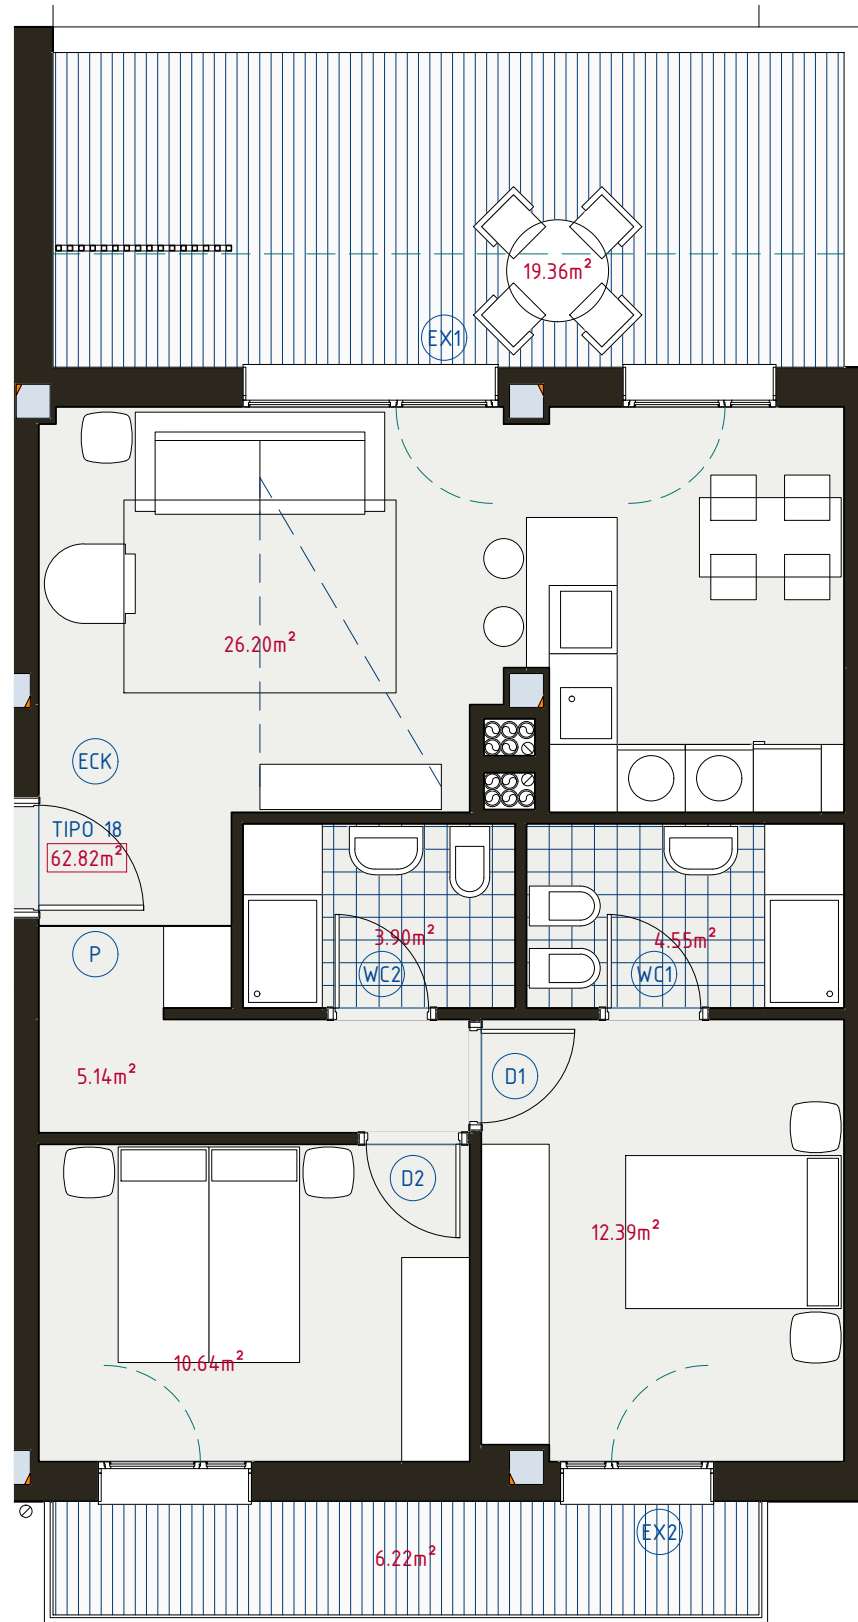 19.36m²
EX1
26.20m²
ECK
TIPO 18
62.82m²
P
3.90m²
4.55m²
WC2
WC1
5.14m²
D1
D2
12.39m²
10.64m²
EX2
6.22m²